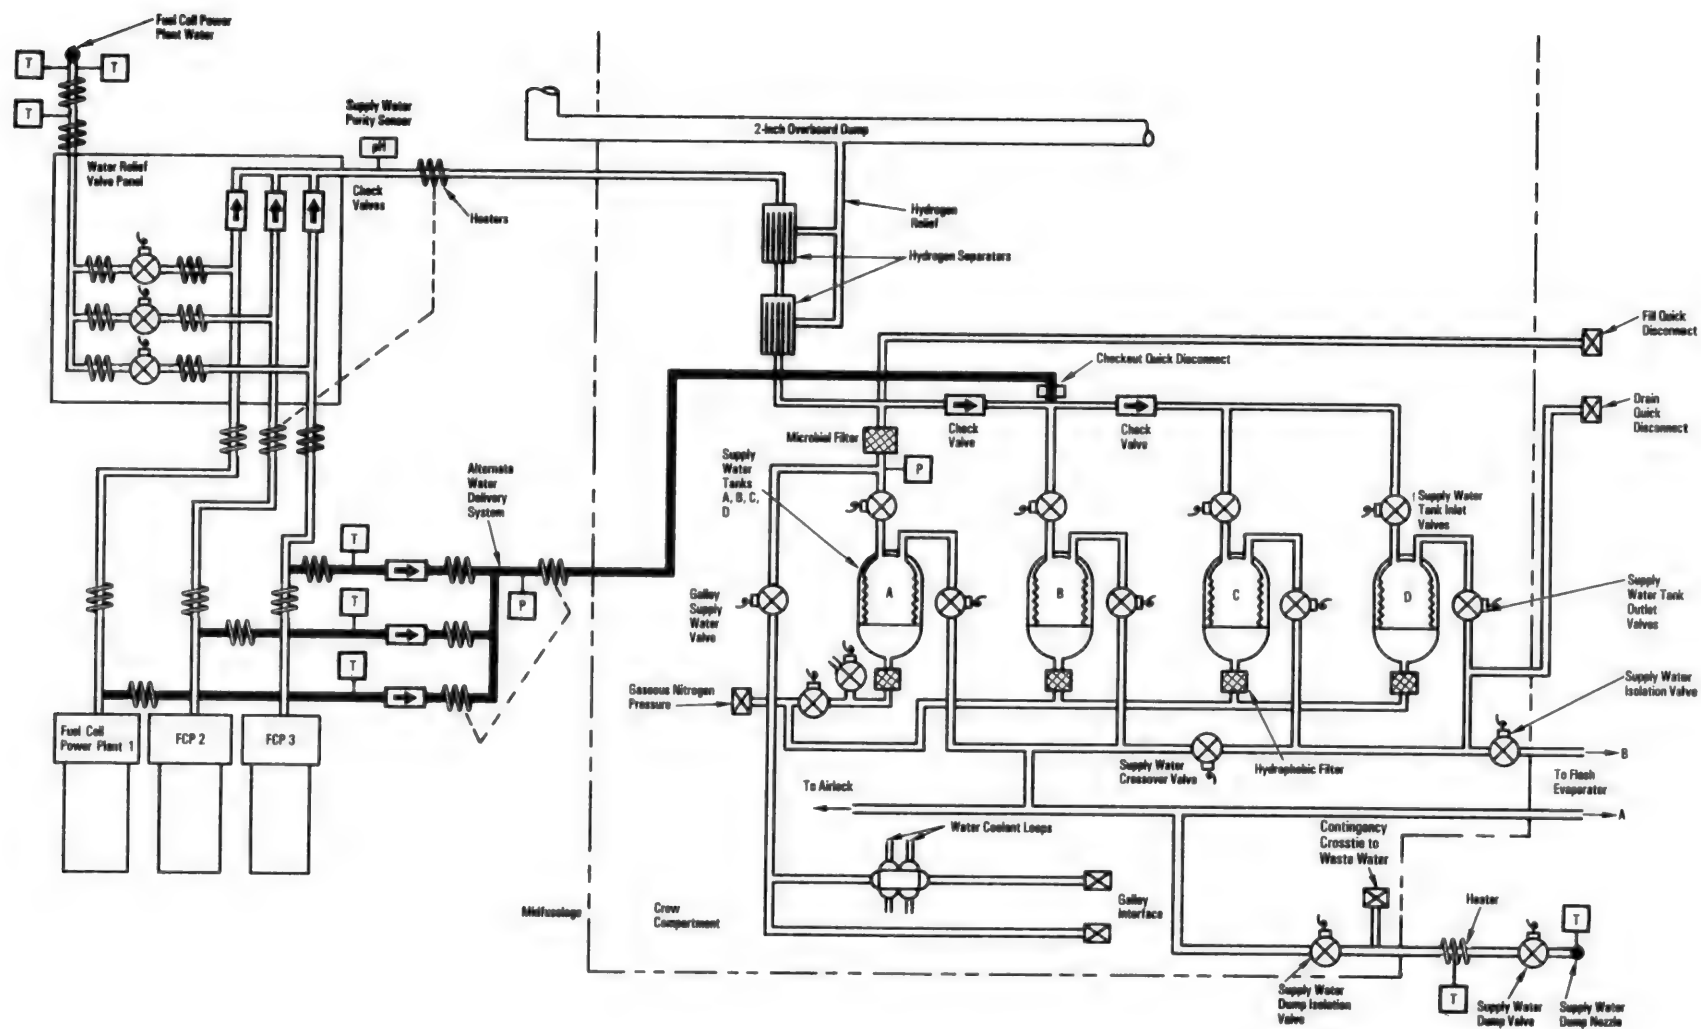 Fuel Cell Power
Plant Water
T
T
T
Supply Water
Purity Sensor
pH
2-Inch Overboard Dump
Water Relief
Valve Panel
Check
Valves
Heaters
Hydrogen
Relief
Hydrogen Separators
Fill Quick
Disconnect
Checkout Quick Disconnect
Drain
Quick
Disconnect
Microbial Filter
Check
Valve
Check
Valve
Supply
Water
Tanks
A, B, C,
D
P
Alternate
Water
Delivery
System
Supply Water
Tank Inlet
Valves
T
T
T
P
Galley
Supply
Water
Valve
A
B
C
D
Supply
Water Tank
Outlet
Valves
Gaseous Nitrogen
Pressure
Supply Water
Isolation Valve
Fuel Cell
Power Plant 1
FCP 2
FCP 3
Supply Water
Crossover Valve
Hydrophobic Filter
B
To Flash
Evaporator
A
To Airlock
Water Coolant Loops
Contingency
Crosstie to
Waste Water
Midfuselage
Crew
Compartment
Galley
Interface
Heater
T
T
Supply Water
Dump Isolation
Valve
Supply Water
Dump Valve
Supply Water
Dump Nozzle